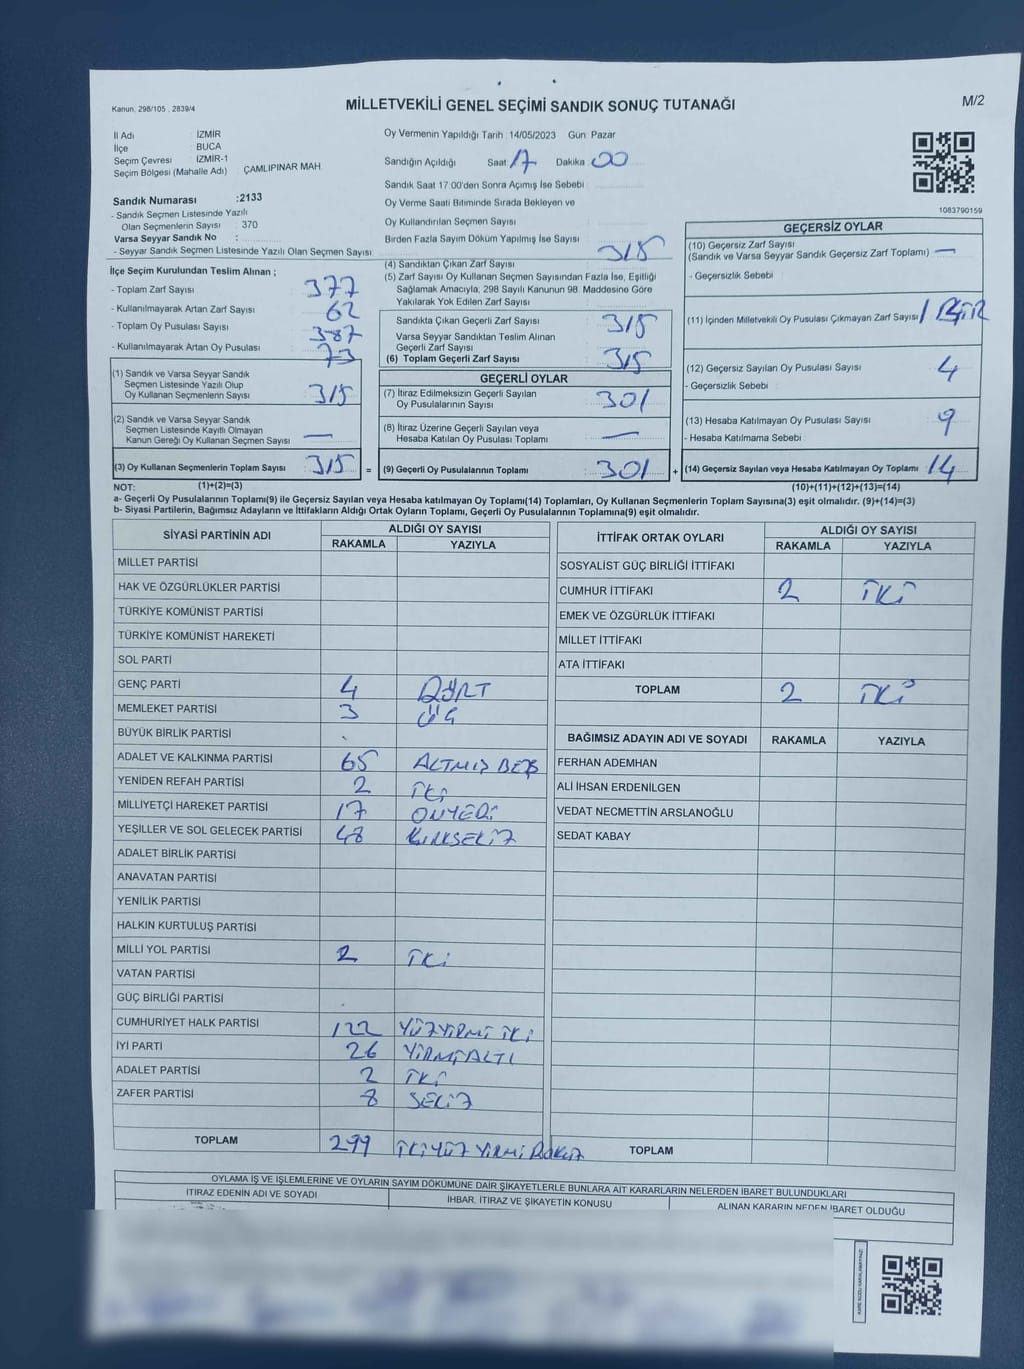 Kanun, 298/105 , 2839/4
MİLLETVEKİLİ GENEL SEÇİMİ SANDIK SONUÇ TUTANAĞI
M/2
İl Adı : İZMİR
İlçe : BUCA
Seçim Çevresi : İZMİR-1
Seçim Bölgesi (Mahalle Adı) : ÇAMLIPINAR MAH
Sandık Numarası :2133
- Sandık Seçmen Listesinde Yazılı
Olan Seçmenlerin Sayısı : 370
Varsa Seyyar Sandık No :
- Seyyar Sandık Seçmen Listesinde Yazılı Olan Seçmen Sayısı:
Oy Vermenin Yapıldığı Tarih : 14/05/2023 Gün: Pazar
Sandığın Açıldığı Saat 17 Dakika 00
Sandık Saat 17:00'den Sonra Açımış İse Sebebi :
Oy Verme Saati Bitiminde Sırada Bekleyen ve
Oy Kullandırılan Seçmen Sayısı
Birden Fazla Sayım Döküm Yapılmış İse Sayısı :
1083790159
İlçe Seçim Kurulundan Teslim Alınan ;
- Toplam Zarf Sayısı : 377
- Kullanılmayarak Artan Zarf Sayısı : 62
- Toplam Oy Pusulası Sayısı : 387
- Kullanılmayarak Artan Oy Pusulası : 73
(1) Sandık ve Varsa Seyyar Sandık
Seçmen Listesinde Yazılı Olup
Oy Kullanan Seçmenlerin Sayısı : 315
(2) Sandık ve Varsa Seyyar Sandık
Seçmen Listesinde Kayıtlı Olmayan
Kanun Gereği Oy Kullanan Seçmen Sayısı : —
(3) Oy Kullanan Seçmenlerin Toplam Sayısı : 315
(4) Sandıktan Çıkan Zarf Sayısı : 315
(5) Zarf Sayısı Oy Kullanan Seçmen Sayısından Fazla İse, Eşitliği
Sağlamak Amacıyla, 298 Sayılı Kanunun 98. Maddesine Göre
Yakılarak Yok Edilen Zarf Sayısı :
Sandıkta Çıkan Geçerli Zarf Sayısı : 315
Varsa Seyyar Sandıktan Teslim Alınan
Geçerli Zarf Sayısı :
(6) Toplam Geçerli Zarf Sayısı : 315
GEÇERLİ OYLAR
(7) İtiraz Edilmeksizin Geçerli Sayılan
Oy Pusulalarının Sayısı : 301
(8) İtiraz Üzerine Geçerli Sayılan veya
Hesaba Katılan Oy Pusulası Toplamı : —
= (9) Geçerli Oy Pusulalarının Toplamı : 301
GEÇERSİZ OYLAR
(10) Geçersiz Zarf Sayısı
(Sandık ve Varsa Seyyar Sandık Geçersiz Zarf Toplamı) : —
- Geçersizlik Sebebi :
(11) İçinden Milletvekili Oy Pusulası Çıkmayan Zarf Sayısı : 1 BİR
(12) Geçersiz Sayılan Oy Pusulası Sayısı : 4
- Geçersizlik Sebebi :
(13) Hesaba Katılmayan Oy Pusulası Sayısı : 9
- Hesaba Katılmama Sebebi :
+ (14) Geçersiz Sayılan veya Hesaba Katılmayan Oy Toplamı : 14
NOT: (1)+(2)=(3) (10)+(11)+(12)+(13)=(14)
a- Geçerli Oy Pusulalarının Toplamı(9) ile Geçersiz Sayılan veya Hesaba katılmayan Oy Toplamı(14) Toplamları, Oy Kullanan Seçmenlerin Toplam Sayısına(3) eşit olmalıdır. (9)+(14)=(3)
b- Siyasi Partilerin, Bağımsız Adayların ve İttifakların Aldığı Ortak Oyların Toplamı, Geçerli Oy Pusulalarının Toplamına(9) eşit olmalıdır.
SİYASİ PARTİNİN ADI ALDIĞI OY SAYISI
RAKAMLA YAZIYLA
MİLLET PARTİSİ
HAK VE ÖZGÜRLÜKLER PARTİSİ
TÜRKİYE KOMÜNİST PARTİSİ
TÜRKİYE KOMÜNİST HAREKETİ
SOL PARTİ
GENÇ PARTİ 4 DÖRT
MEMLEKET PARTİSİ 3 ÜÇ
BÜYÜK BİRLİK PARTİSİ
ADALET VE KALKINMA PARTİSİ 65 ALTMIŞ BEŞ
YENİDEN REFAH PARTİSİ 2 İKİ
MİLLİYETÇİ HAREKET PARTİSİ 17 ONYEDİ
YEŞİLLER VE SOL GELECEK PARTİSİ 48 KIRKSEKİZ
ADALET BİRLİK PARTİSİ
ANAVATAN PARTİSİ
YENİLİK PARTİSİ
HALKIN KURTULUŞ PARTİSİ
MİLLİ YOL PARTİSİ 2 İKİ
VATAN PARTİSİ
GÜÇ BİRLİĞİ PARTİSİ
CUMHURİYET HALK PARTİSİ 122 YÜZYİRMİ İKİ
İYİ PARTİ 26 YİRMİALTI
ADALET PARTİSİ 2 İKİ
ZAFER PARTİSİ 8 SEKİZ
TOPLAM 299 İKİYÜZ YİRMİ DOKUZ
İTTİFAK ORTAK OYLARI ALDIĞI OY SAYISI
RAKAMLA YAZIYLA
SOSYALİST GÜÇ BİRLİĞİ İTTİFAKI
CUMHUR İTTİFAKI 2 İKİ
EMEK VE ÖZGÜRLÜK İTTİFAKI
MİLLET İTTİFAKI
ATA İTTİFAKI
TOPLAM 2 İKİ
BAĞIMSIZ ADAYIN ADI VE SOYADI RAKAMLA YAZIYLA
FERHAN ADEMHAN
ALİ İHSAN ERDENİLGEN
VEDAT NECMETTİN ARSLANOĞLU
SEDAT KABAY
TOPLAM
OYLAMA İŞ VE İŞLEMLERİNE VE OYLARIN SAYIM DÖKÜMÜNE DAİR ŞİKAYETLERLE BUNLARA AİT KARARLARIN NELERDEN İBARET BULUNDUKLARI
İTİRAZ EDENİN ADI VE SOYADI İHBAR, İTİRAZ VE ŞİKAYETİN KONUSU ALINAN KARARIN NEDEN İBARET OLDUĞU